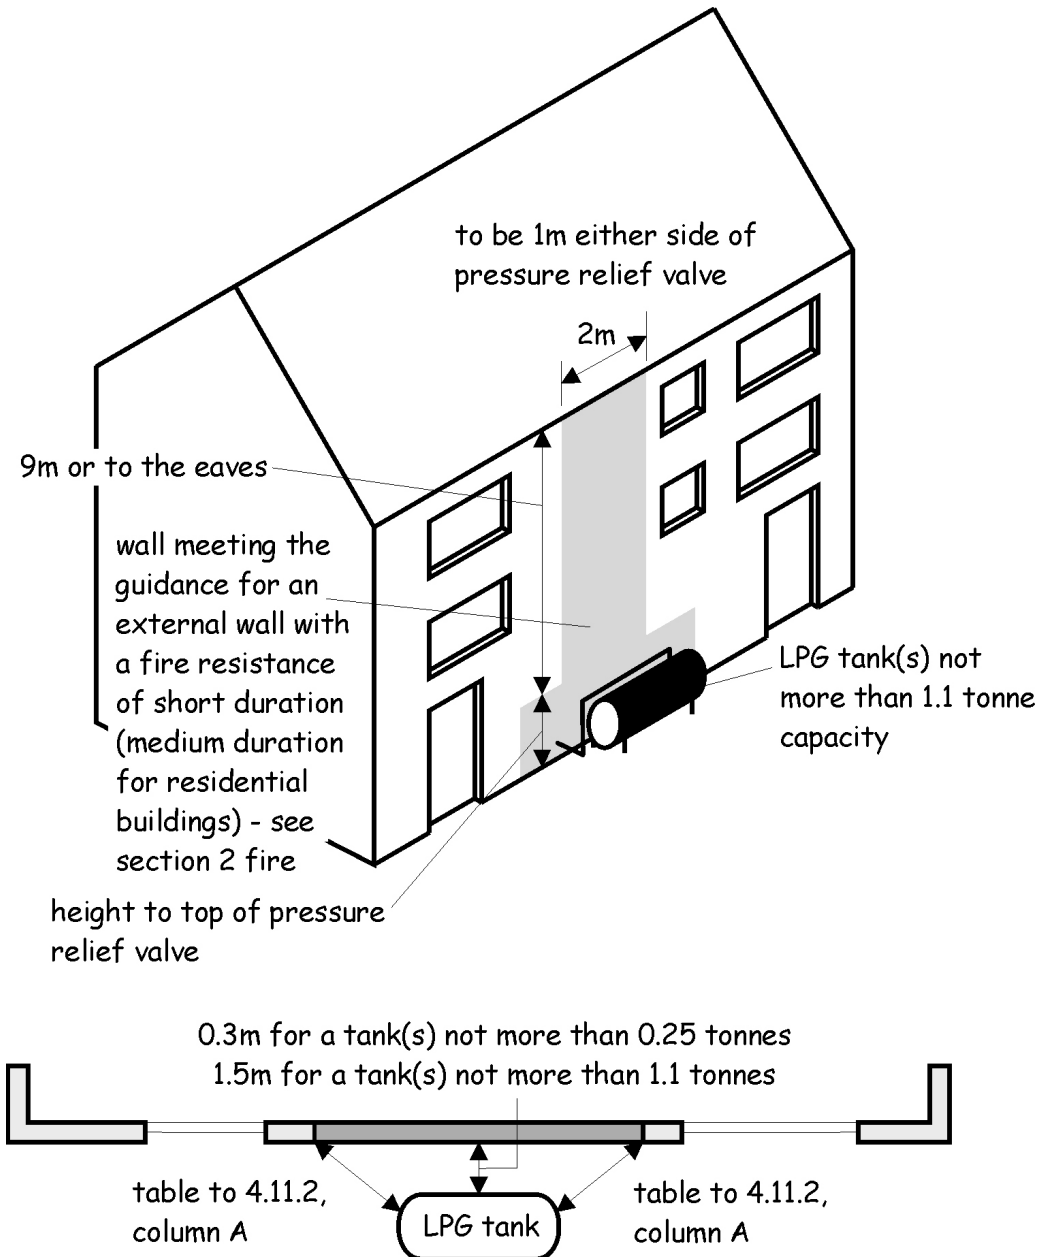 to be 1m either side of
pressure relief valve
2m
9m or to the eaves
wall meeting the
guidance for an
external wall with
a fire resistance
of short duration
(medium duration
for residential
buildings) - see
section 2 fire
LPG tank(s) not
more than 1.1 tonne
capacity
height to top of pressure
relief valve
0.3m for a tank(s) not more than 0.25 tonnes
1.5m for a tank(s) not more than 1.1 tonnes
table to 4.11.2,
column A
LPG tank
table to 4.11.2,
column A